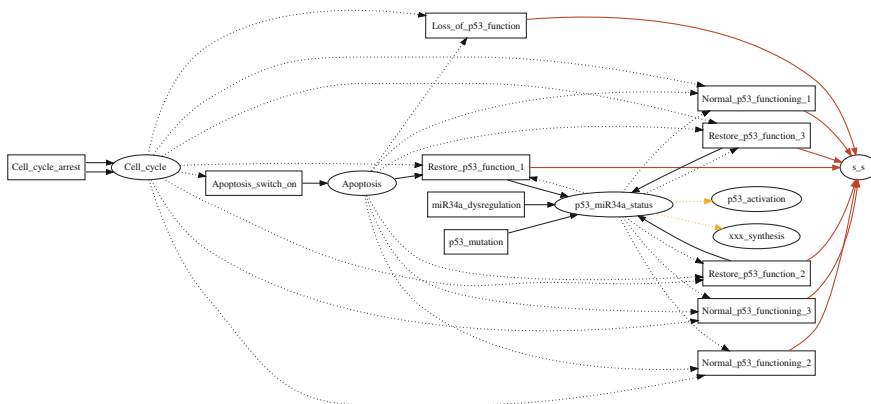 Loss_of_p53_function
Normal_p53_functioning_1
Restore_p53_function_3
Cell_cycle_arrest
Cell_cycle
Restore_p53_function_1
s_s
Apoptosis_switch_on
Apoptosis
p53_activation
miR34a_dysregulation
p53_miR34a_status
p53_mutation
xxx_synthesis
Restore_p53_function_2
Normal_p53_functioning_3
Normal_p53_functioning_2